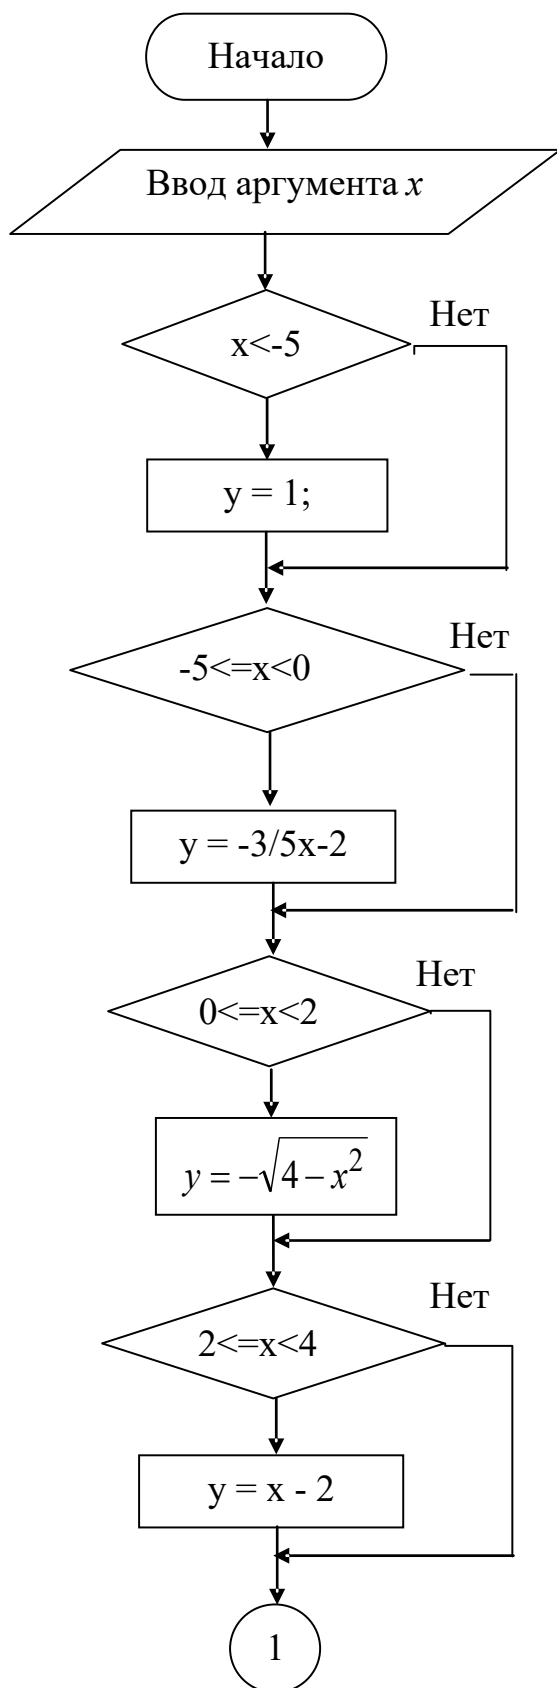 Начало
Ввод аргумента x
Нет
x<-5
y = 1;
Нет
-5<=x<0
y = -3/5x-2
Нет
0<=x<2
y = −√4 − x²
Нет
2<=x<4
y = x - 2
1